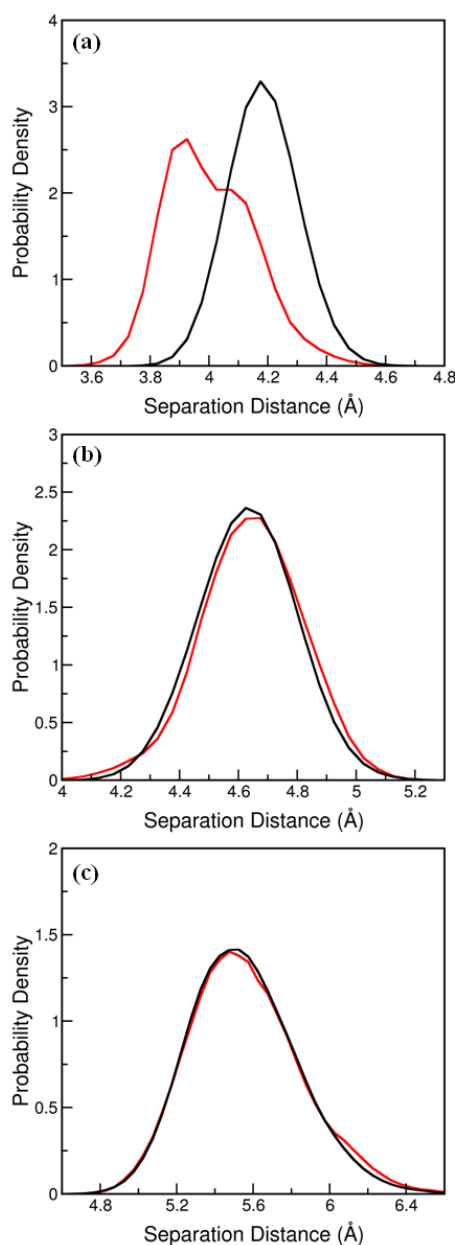 (a)
4
3
2
1
0
Probability Density
3.6 3.8 4 4.2 4.4 4.6 4.8
Separation Distance (Å)
(b)
3
2.5
2
1.5
1
0.5
0
Probability Density
4 4.2 4.4 4.6 4.8 5 5.2
Separation Distance (Å)
(c)
2
1.5
1
0.5
0
Probability Density
4.8 5.2 5.6 6 6.4
Separation Distance (Å)